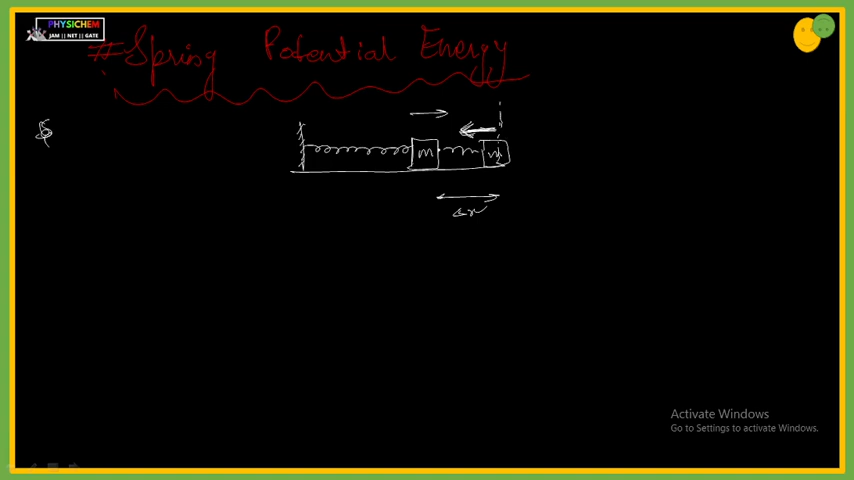 PHYSICHEM
JAM || NET || GATE
# Spring Potential Energy
m m
Activate Windows
Go to Settings to activate Windows.